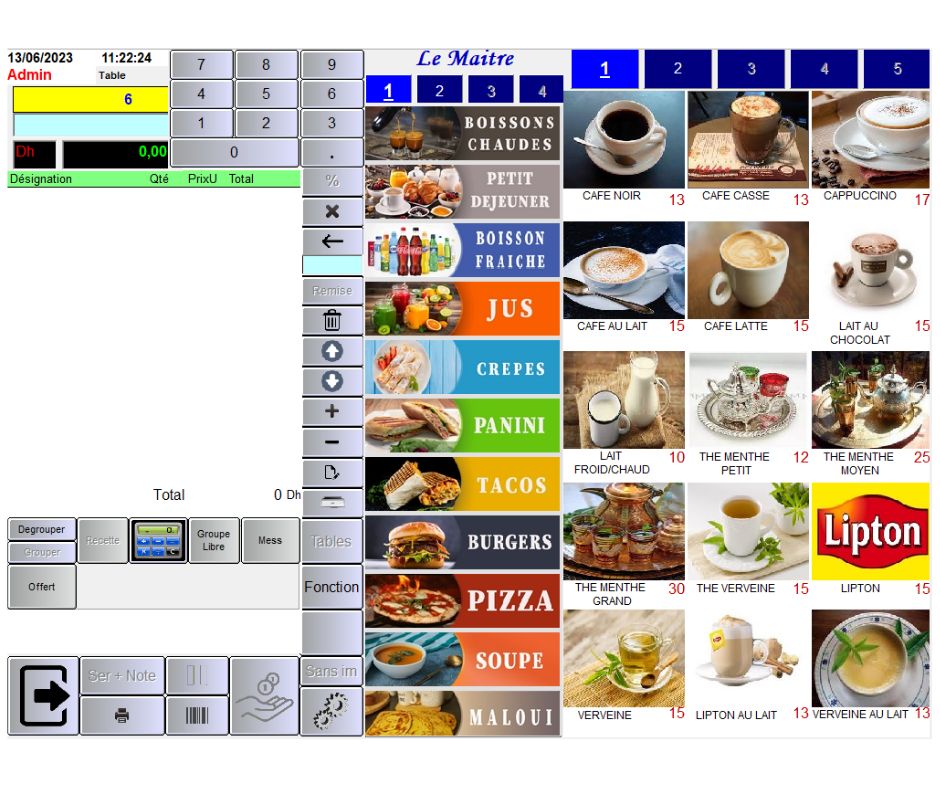 13/06/2023 11:22:24
Admin Table
6
Dh 0,00
7 8 9
4 5 6
1 2 3
0 .
Désignation Qté PrixU Total
%
Remise
Total 0 Dh
Degrouper
Grouper
Recette
0.
Groupe
Libre
Mess
Tables
Offert
Fonction
Ser + Note
Sans im
Le Maitre
1 2 3 4
BOISSONS
CHAUDES
PETIT
DEJEUNER
BOISSON
FRAICHE
JUS
CREPES
PANINI
TACOS
BURGERS
PIZZA
SOUPE
MALOUI
1 2 3 4 5
CAFE NOIR 13
CAFE CASSE 13
CAPPUCCINO 17
CAFE AU LAIT 15
CAFE LATTE 15
LAIT AU
CHOCOLAT
15
LAIT
FROID/CHAUD
10
THE MENTHE
PETIT
12
THE MENTHE
MOYEN
25
Lipton
THE MENTHE
GRAND
30
THE VERVEINE 15
LIPTON 15
VERVEINE 15
LIPTON AU LAIT 13
VERVEINE AU LAIT 13